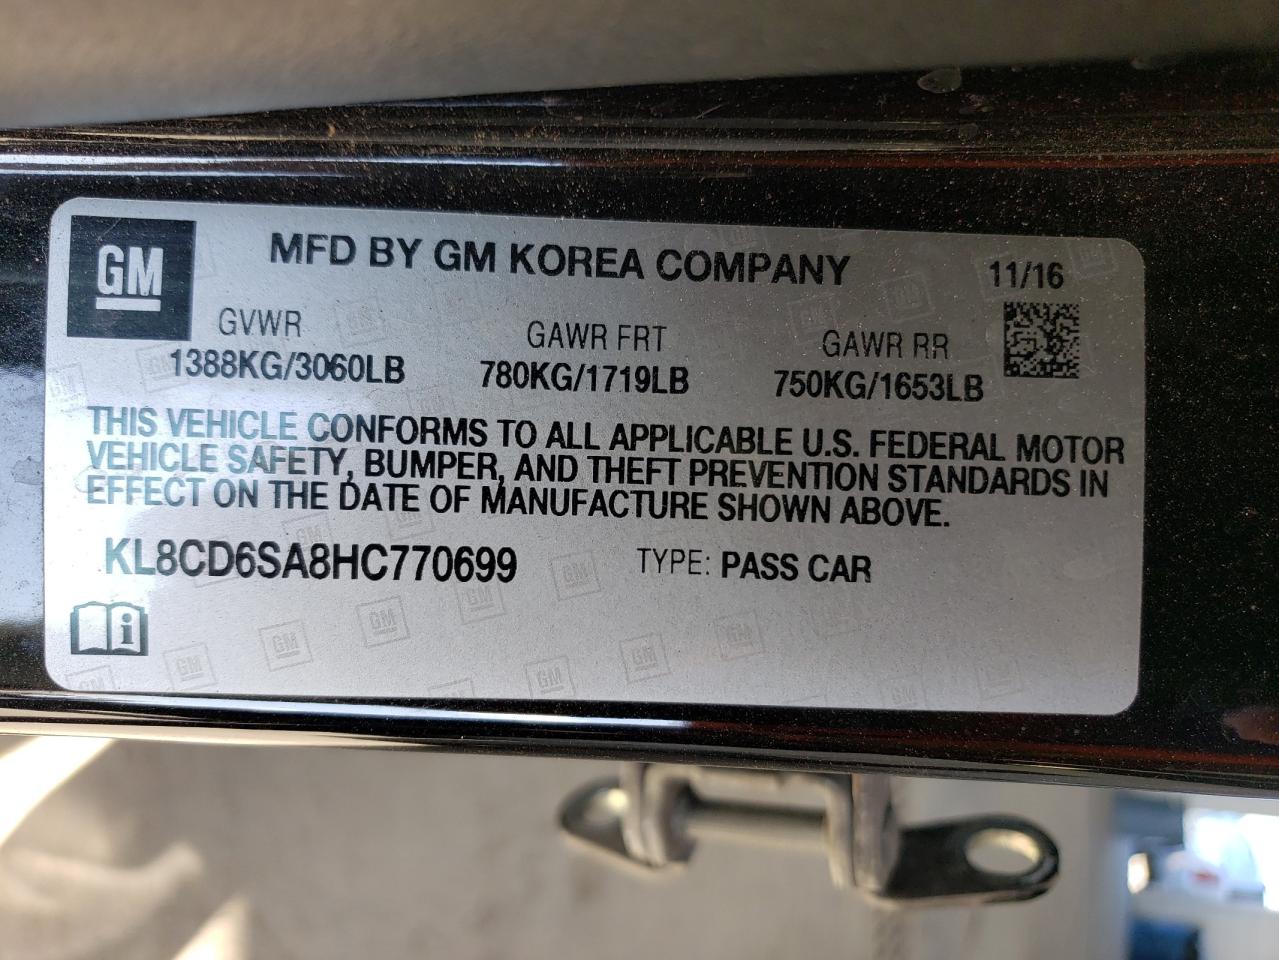 GM
MFD BY GM KOREA COMPANY
11/16
GVWR
1388KG/3060LB
GAWR FRT
780KG/1719LB
GAWR RR
750KG/1653LB
THIS VEHICLE CONFORMS TO ALL APPLICABLE U.S. FEDERAL MOTOR
VEHICLE SAFETY, BUMPER, AND THEFT PREVENTION STANDARDS IN
EFFECT ON THE DATE OF MANUFACTURE SHOWN ABOVE.
KL8CD6SA8HC770699
TYPE: PASS CAR